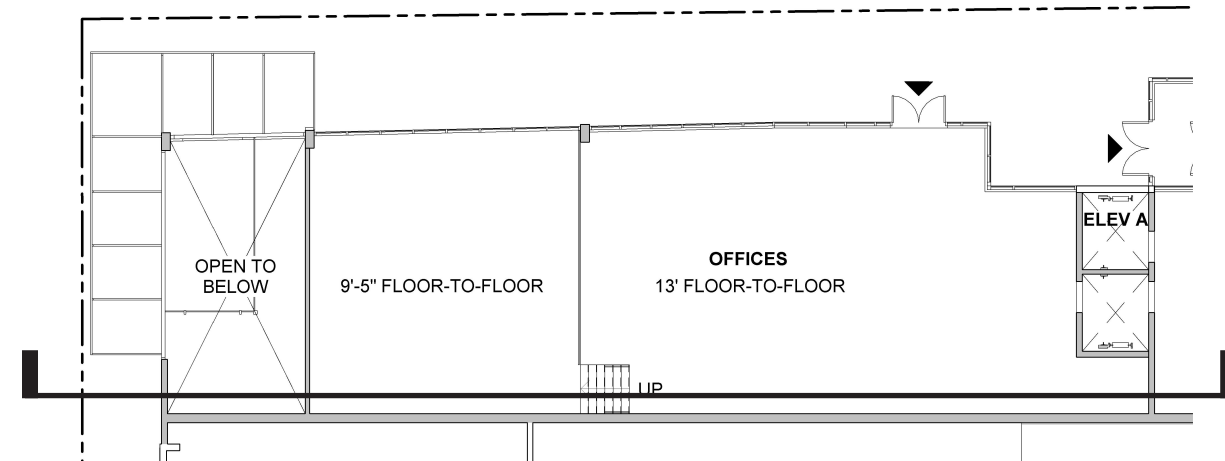 ELEV A
OPEN TO
BELOW
9'-5" FLOOR-TO-FLOOR
OFFICES
13' FLOOR-TO-FLOOR
UP